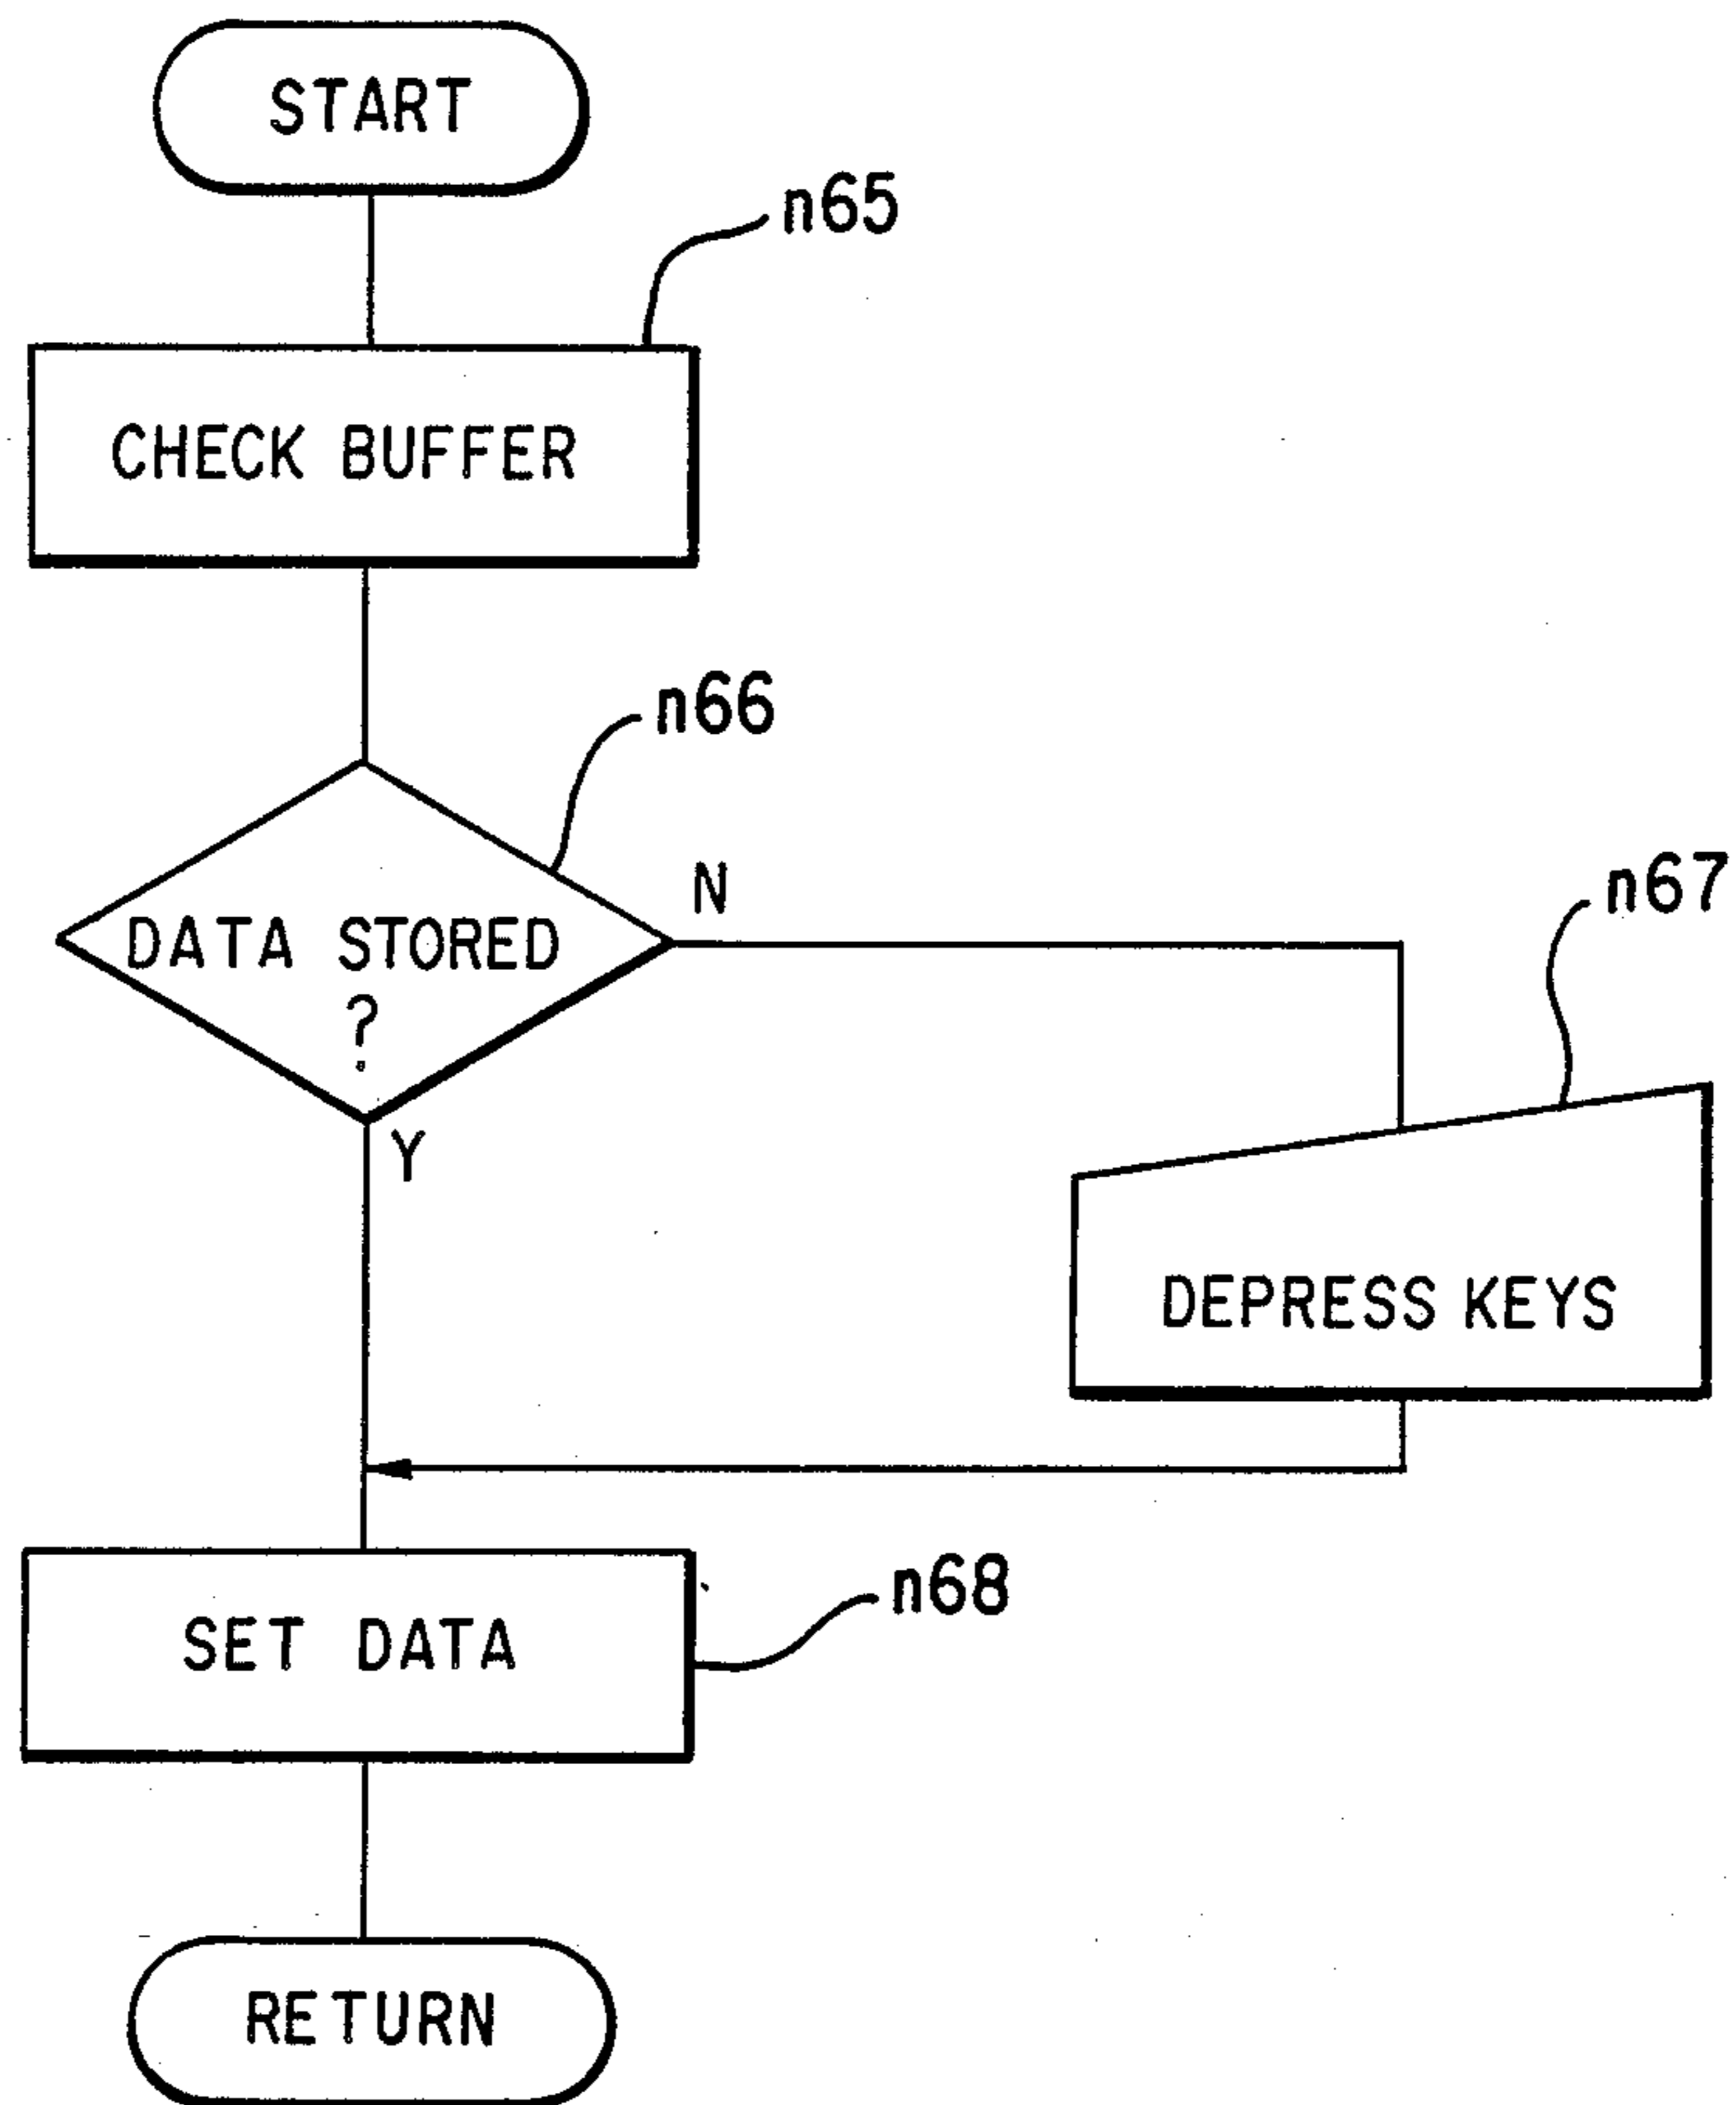 START
n65
CHECK BUFFER
n66
N
n67
DATA STORED
?
Y
DEPRESS KEYS
n68
SET DATA
RETURN